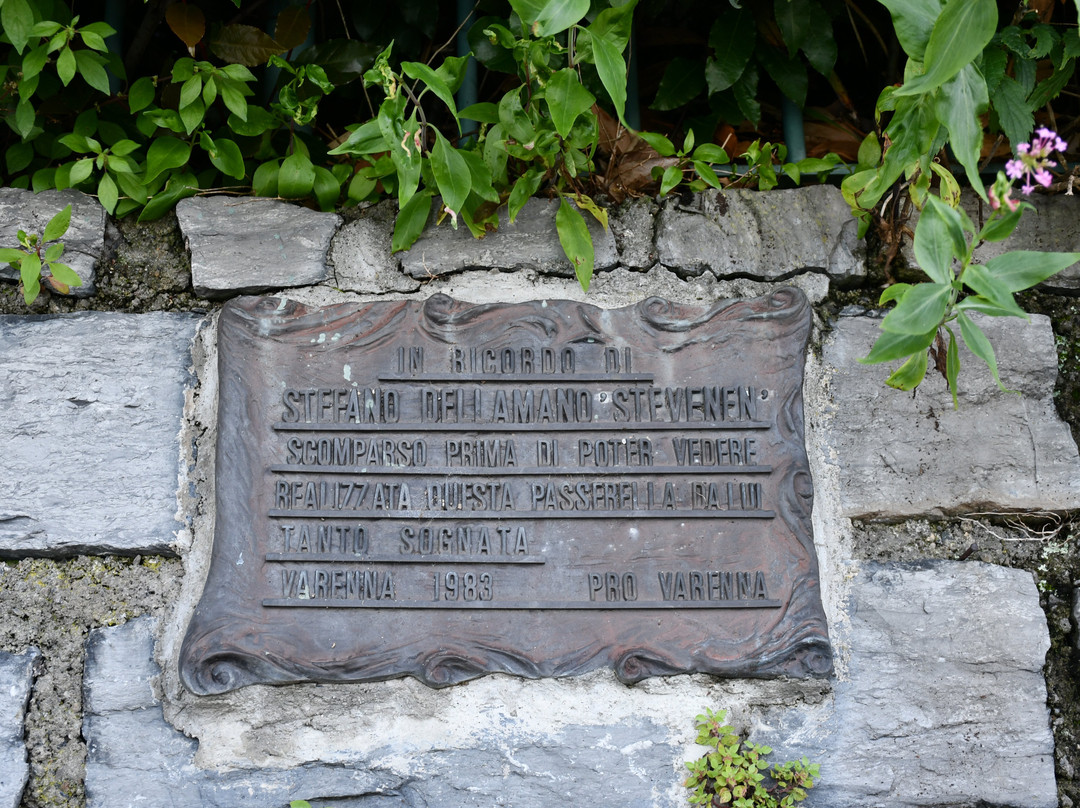 IN RICORDO DI
STEFANO DELL AMANO 'STEVENEN'
SCOMPARSO PRIMA DI POTER VEDERE
REALIZZATA QUESTA PASSERELLA DA LUI
TANTO SOGNATA
VARENNA 1983 PRO VARENNA